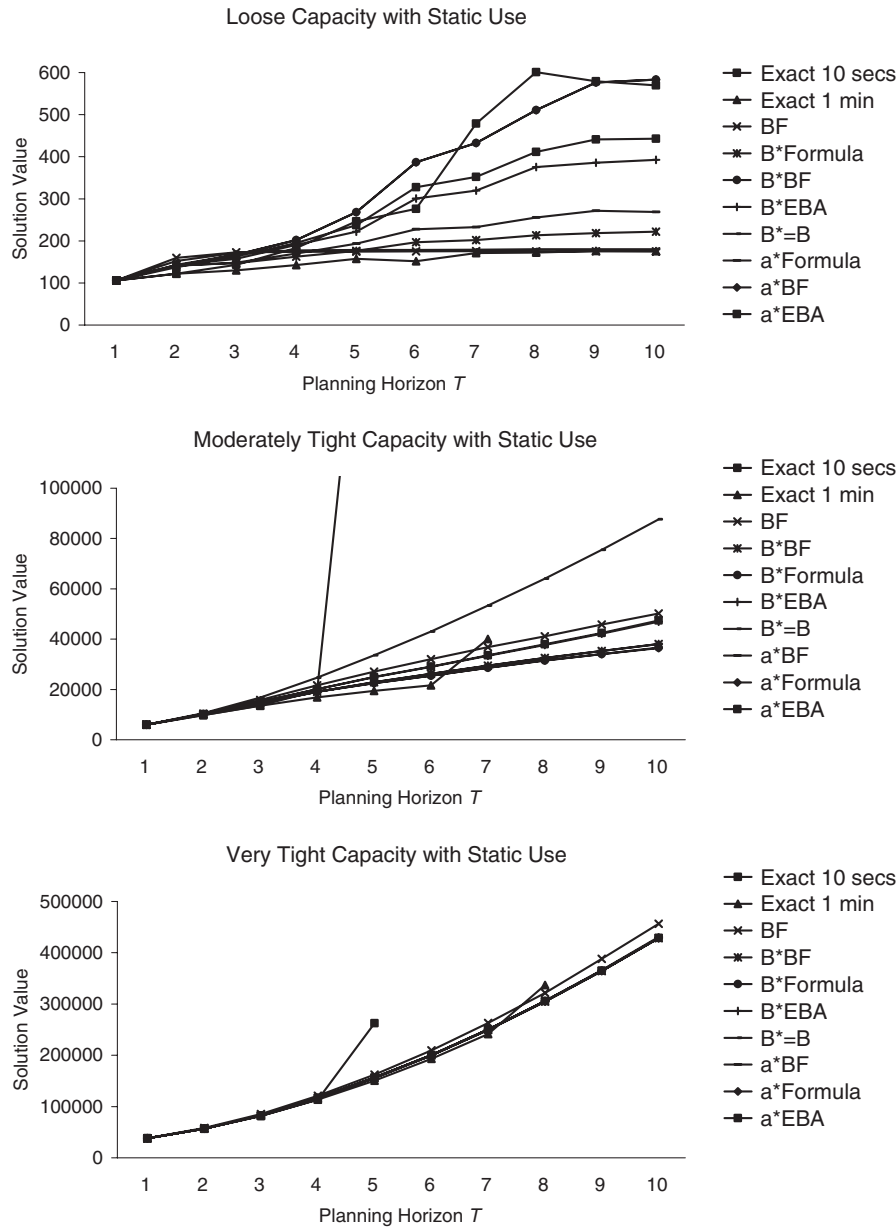 Loose Capacity with Static Use
Solution Value
600
500
400
300
200
100
0
1 2 3 4 5 6 7 8 9 10
Planning Horizon T
Exact 10 secs
Exact 1 min
BF
B*Formula
B*BF
B*EBA
B*=B
a*Formula
a*BF
a*EBA
Moderately Tight Capacity with Static Use
Solution Value
100000
80000
60000
40000
20000
0
1 2 3 4 5 6 7 8 9 10
Planning Horizon T
Exact 10 secs
Exact 1 min
BF
B*BF
B*Formula
B*EBA
B*=B
a*BF
a*Formula
a*EBA
Very Tight Capacity with Static Use
Solution Value
500000
400000
300000
200000
100000
0
1 2 3 4 5 6 7 8 9 10
Planning Horizon T
Exact 10 secs
Exact 1 min
BF
B*BF
B*Formula
B*EBA
B*=B
a*BF
a*Formula
a*EBA